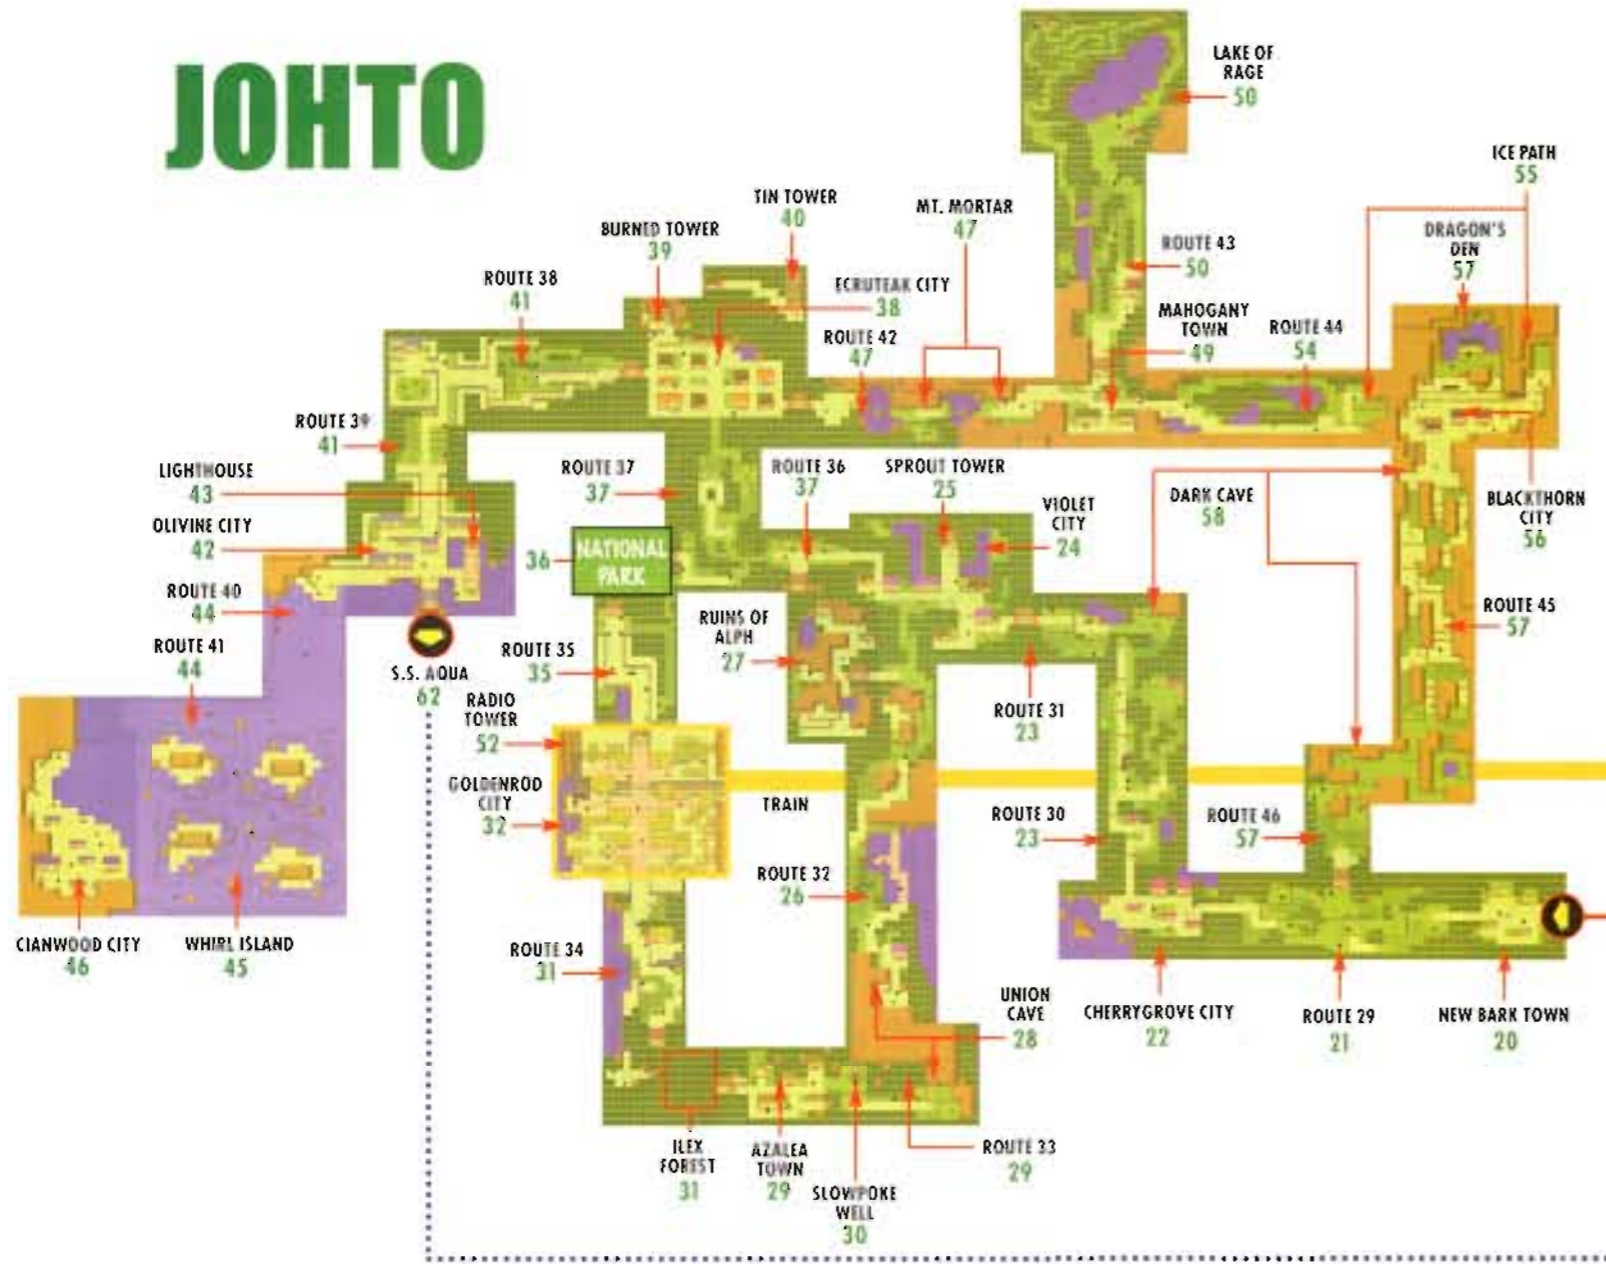 JOHTO
LAKE OF
RAGE
50
ICE PATH
55
TIN TOWER
40
MT. MORTAR
47
BURNED TOWER
39
DRAGON'S
DEN
57
ROUTE 43
50
ROUTE 38
41
ECRUTEAK CITY
38
MAHOGANY
TOWN
49
ROUTE 44
54
ROUTE 42
47
ROUTE 39
41
LIGHTHOUSE
43
ROUTE 37
37
ROUTE 36
37
SPROUT TOWER
25
DARK CAVE
58
BLACKTHORN
CITY
56
VIOLET
CITY
24
OLIVINE CITY
42
36
NATIONAL
PARK
ROUTE 40
44
RUINS OF
ALPH
27
ROUTE 45
57
ROUTE 41
44
ROUTE 35
35
S.S. AQUA
62
RADIO
TOWER
52
ROUTE 31
23
GOLDENROD
CITY
32
TRAIN
ROUTE 30
23
ROUTE 46
57
ROUTE 32
26
CIANWOOD CITY
46
WHIRL ISLAND
45
ROUTE 34
31
UNION
CAVE
28
CHERRYGROVE CITY
22
ROUTE 29
21
NEW BARK TOWN
20
ILEX
FOREST
31
AZALEA
TOWN
29
ROUTE 33
29
SLOWPOKE
WELL
30